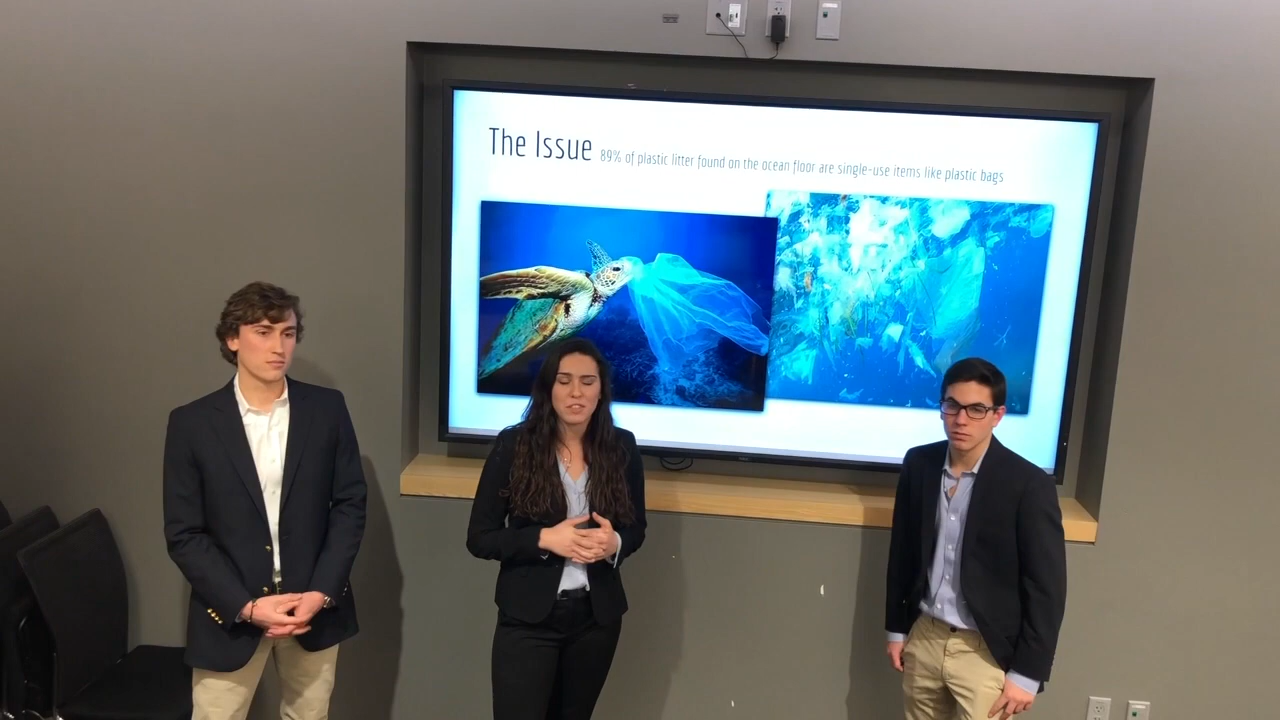 The Issue 89% of plastic litter found on the ocean floor are single-use items like plastic bags